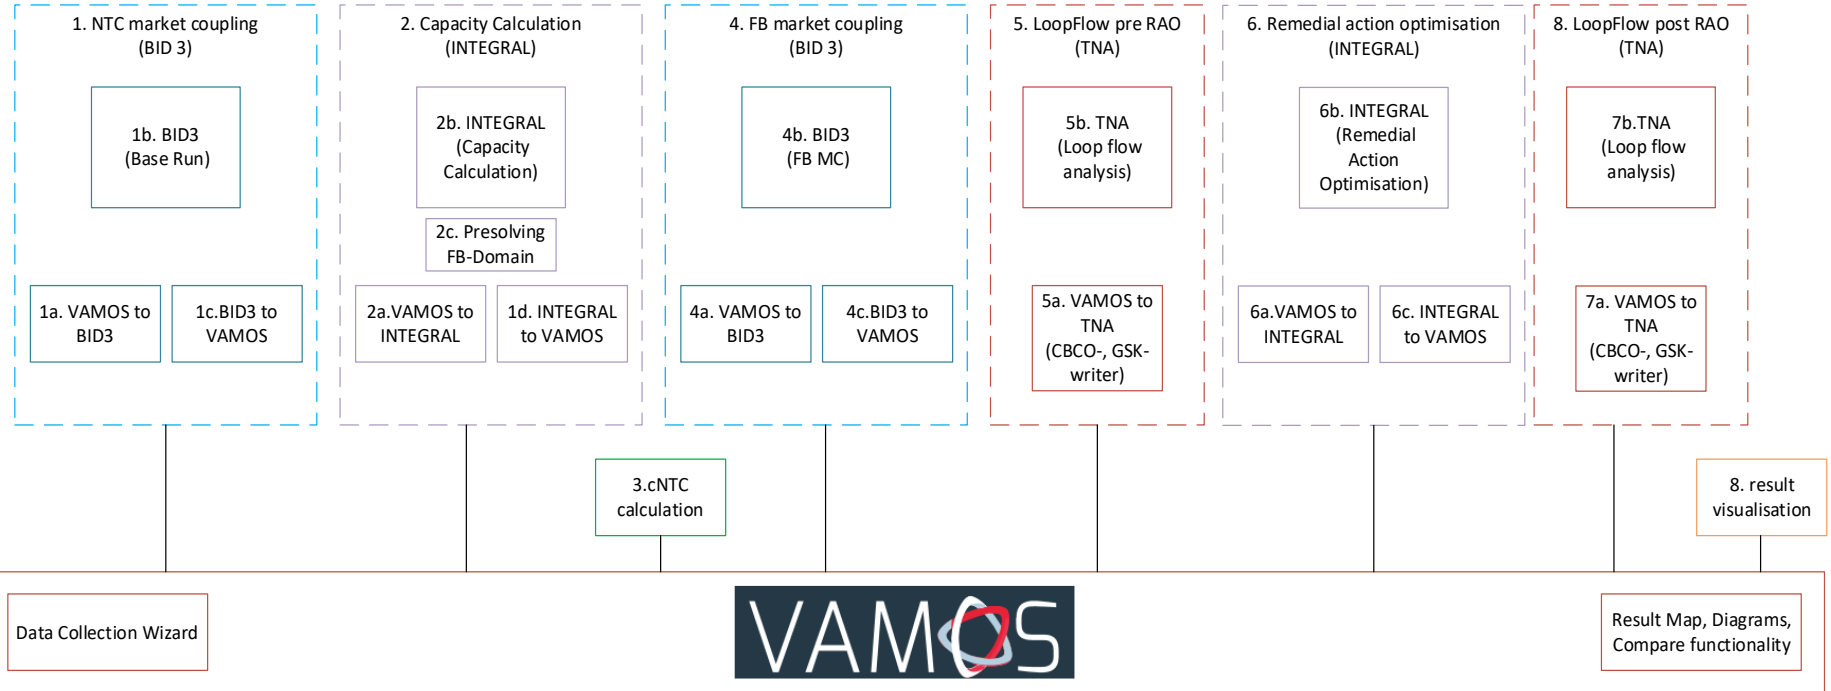 1. NTC market coupling
(BID 3)
1b. BID3
(Base Run)
1a. VAMOS to
BID3
1c.BID3 to
VAMOS
2. Capacity Calculation
(INTEGRAL)
2b. INTEGRAL
(Capacity
Calculation)
2c. Presolving
FB-Domain
2a.VAMOS to
INTEGRAL
1d. INTEGRAL
to VAMOS
4. FB market coupling
(BID 3)
4b. BID3
(FB MC)
4a. VAMOS to
BID3
4c.BID3 to
VAMOS
5. LoopFlow pre RAO
(TNA)
5b. TNA
(Loop flow
analysis)
5a. VAMOS to
TNA
(CBCO-, GSK-
writer)
6. Remedial action optimisation
(INTEGRAL)
6b. INTEGRAL
(Remedial
Action
Optimisation)
6a.VAMOS to
INTEGRAL
6c. INTEGRAL
to VAMOS
8. LoopFlow post RAO
(TNA)
7b.TNA
(Loop flow
analysis)
7a. VAMOS to
TNA
(CBCO-, GSK-
writer)
3.cNTC
calculation
8. result
visualisation
Data Collection Wizard
VAMOS
Result Map, Diagrams,
Compare functionality